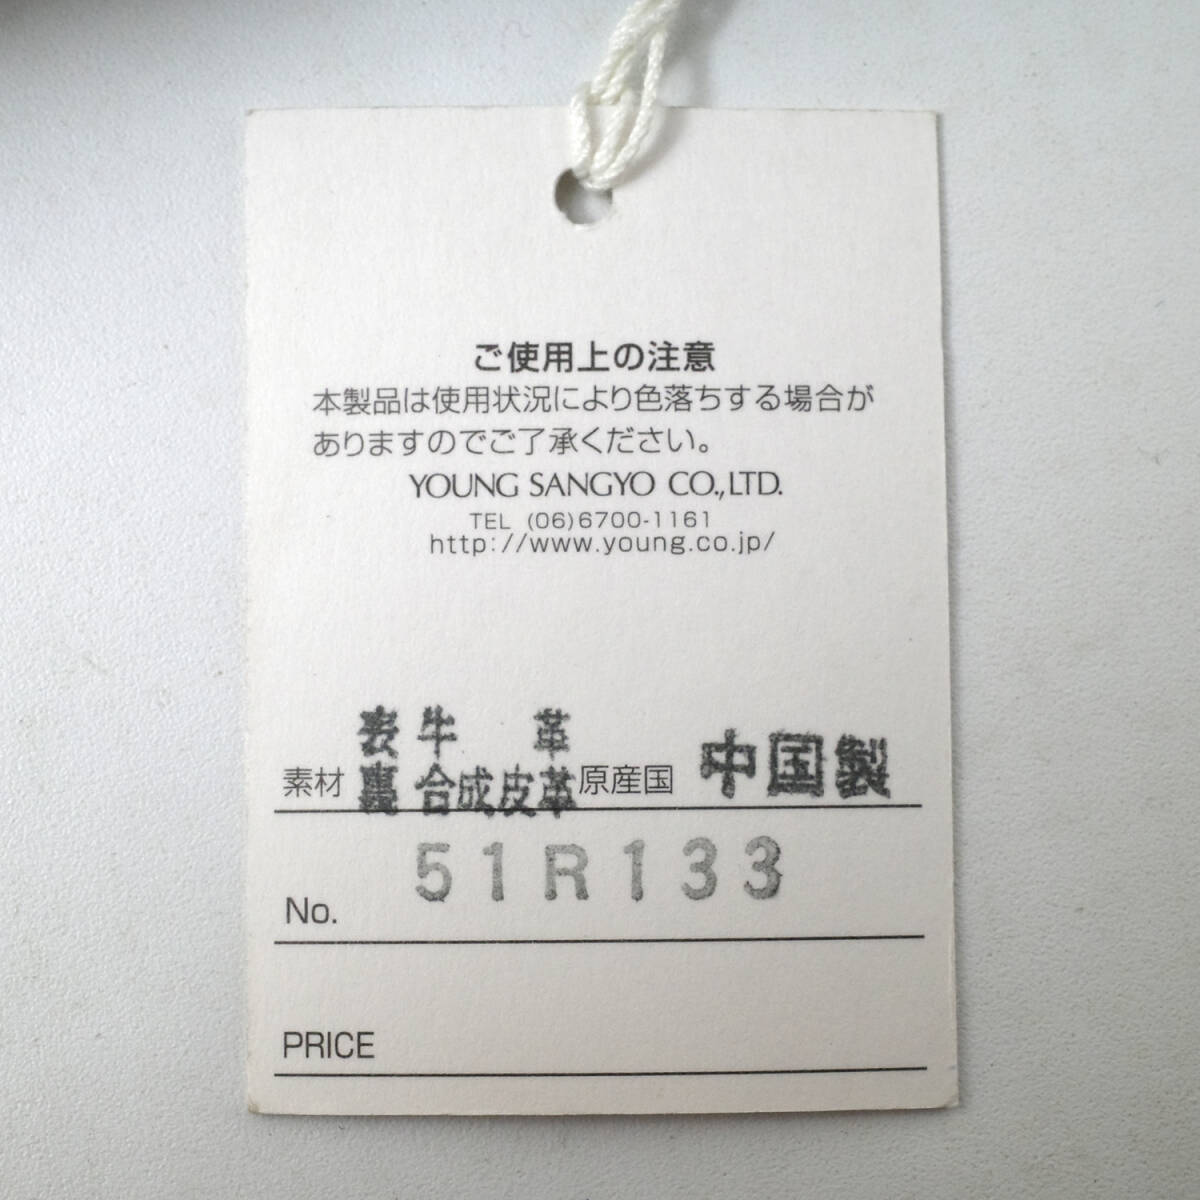 ご使用上の注意
本製品は使用状況により色落ちする場合が
ありますのでご了承ください。
YOUNG SANGYO CO.,LTD.
TEL (06)6700-1161
http://www.young.co.jp/
表 牛 革
素材 裏 合成皮革 原産国 中国製
No. 51R133
PRICE